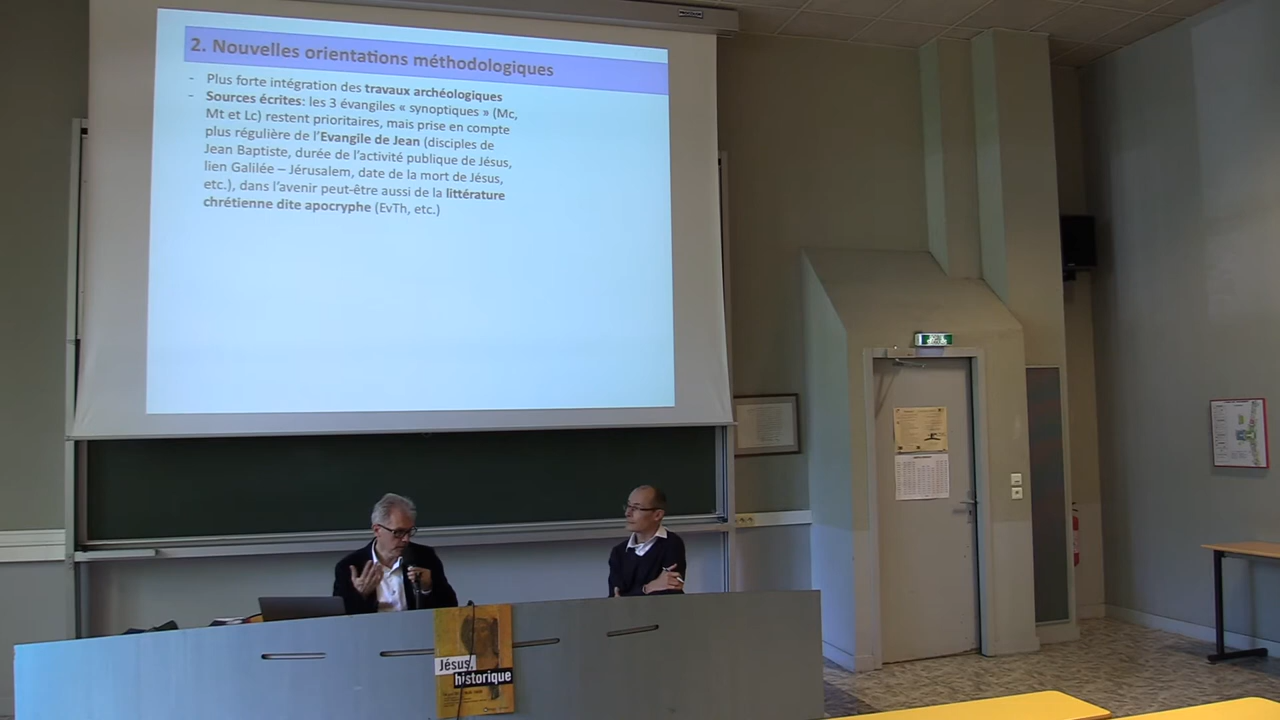 2. Nouvelles orientations méthodologiques
- Plus forte intégration des travaux archéologiques
- Sources écrites: les 3 évangiles « synoptiques » (Mc,
Mt et Lc) restent prioritaires, mais prise en compte
plus régulière de l'Evangile de Jean (disciples de
Jean Baptiste, durée de l'activité publique de Jésus,
lien Galilée – Jérusalem, date de la mort de Jésus,
etc.), dans l'avenir peut-être aussi de la littérature
chrétienne dite apocryphe (EvTh, etc.)
Jésus,
historique